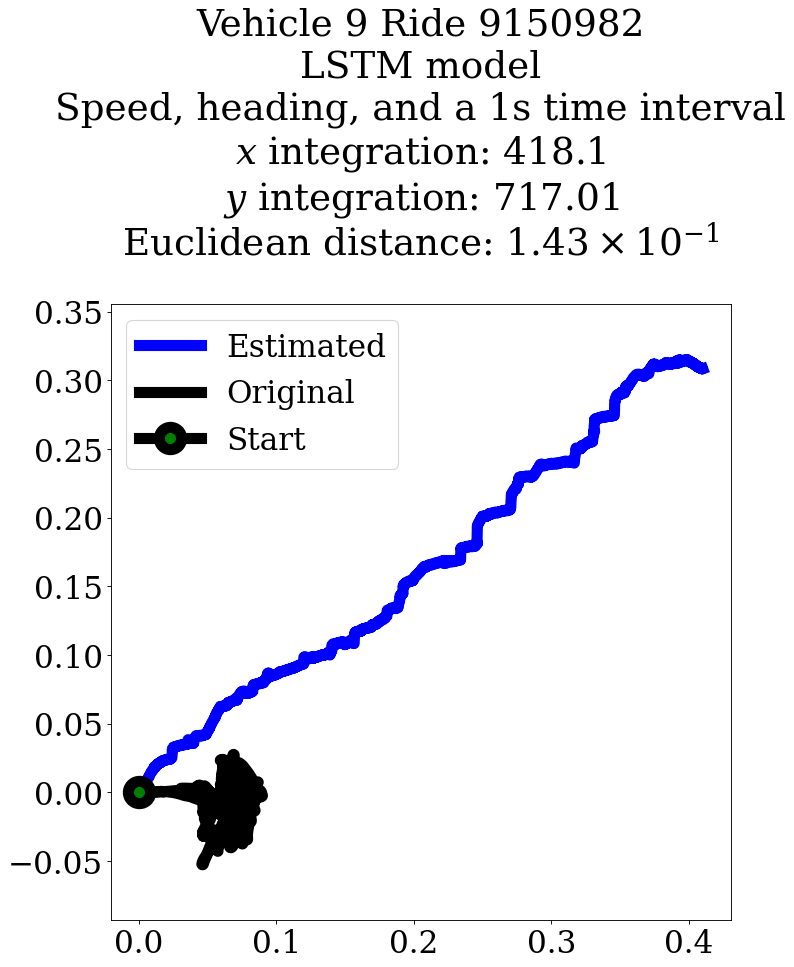 Vehicle 9 Ride 9150982
LSTM model
Speed, heading, and a 1s time interval
x integration: 418.1
y integration: 717.01
Euclidean distance: 1.43 × 10⁻¹
0.35
0.30
0.25
0.20
0.15
0.10
0.05
0.00
−0.05
Estimated
Original
Start
0.0 0.1 0.2 0.3 0.4